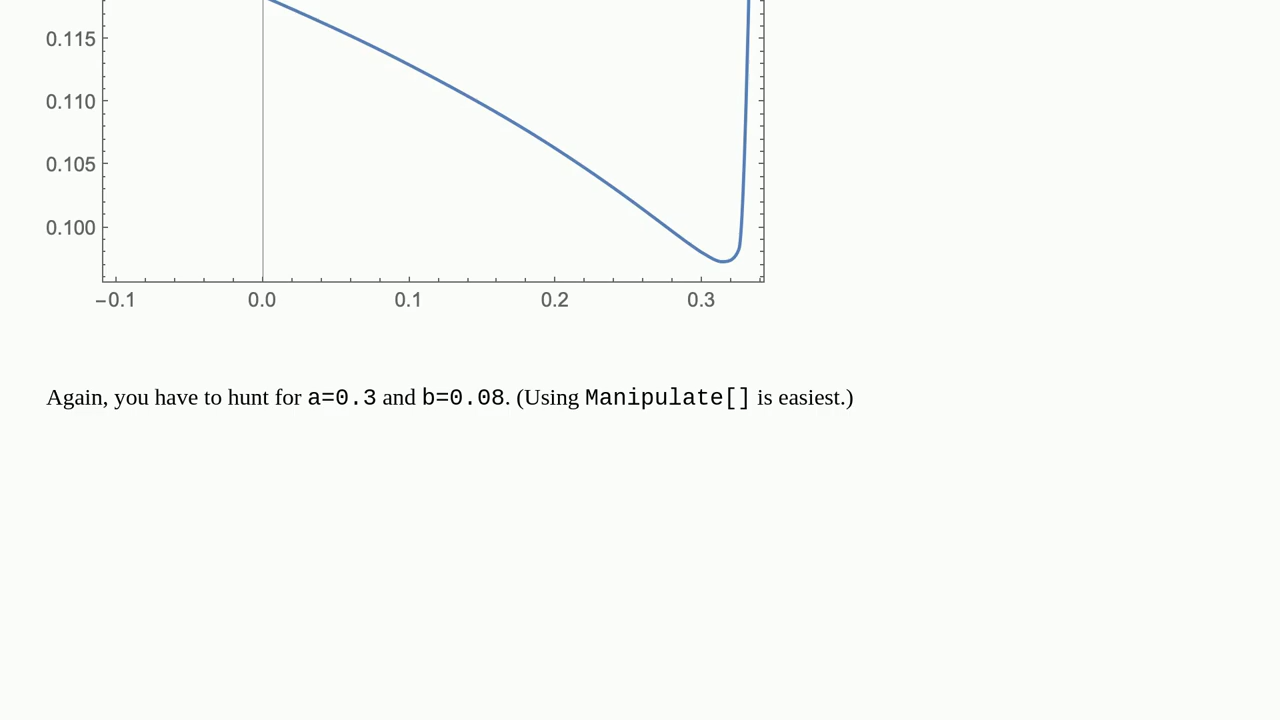 0.115
0.110
0.105
0.100
−0.1 0.0 0.1 0.2 0.3
Again, you have to hunt for a=0.3 and b=0.08. (Using Manipulate[] is easiest.)